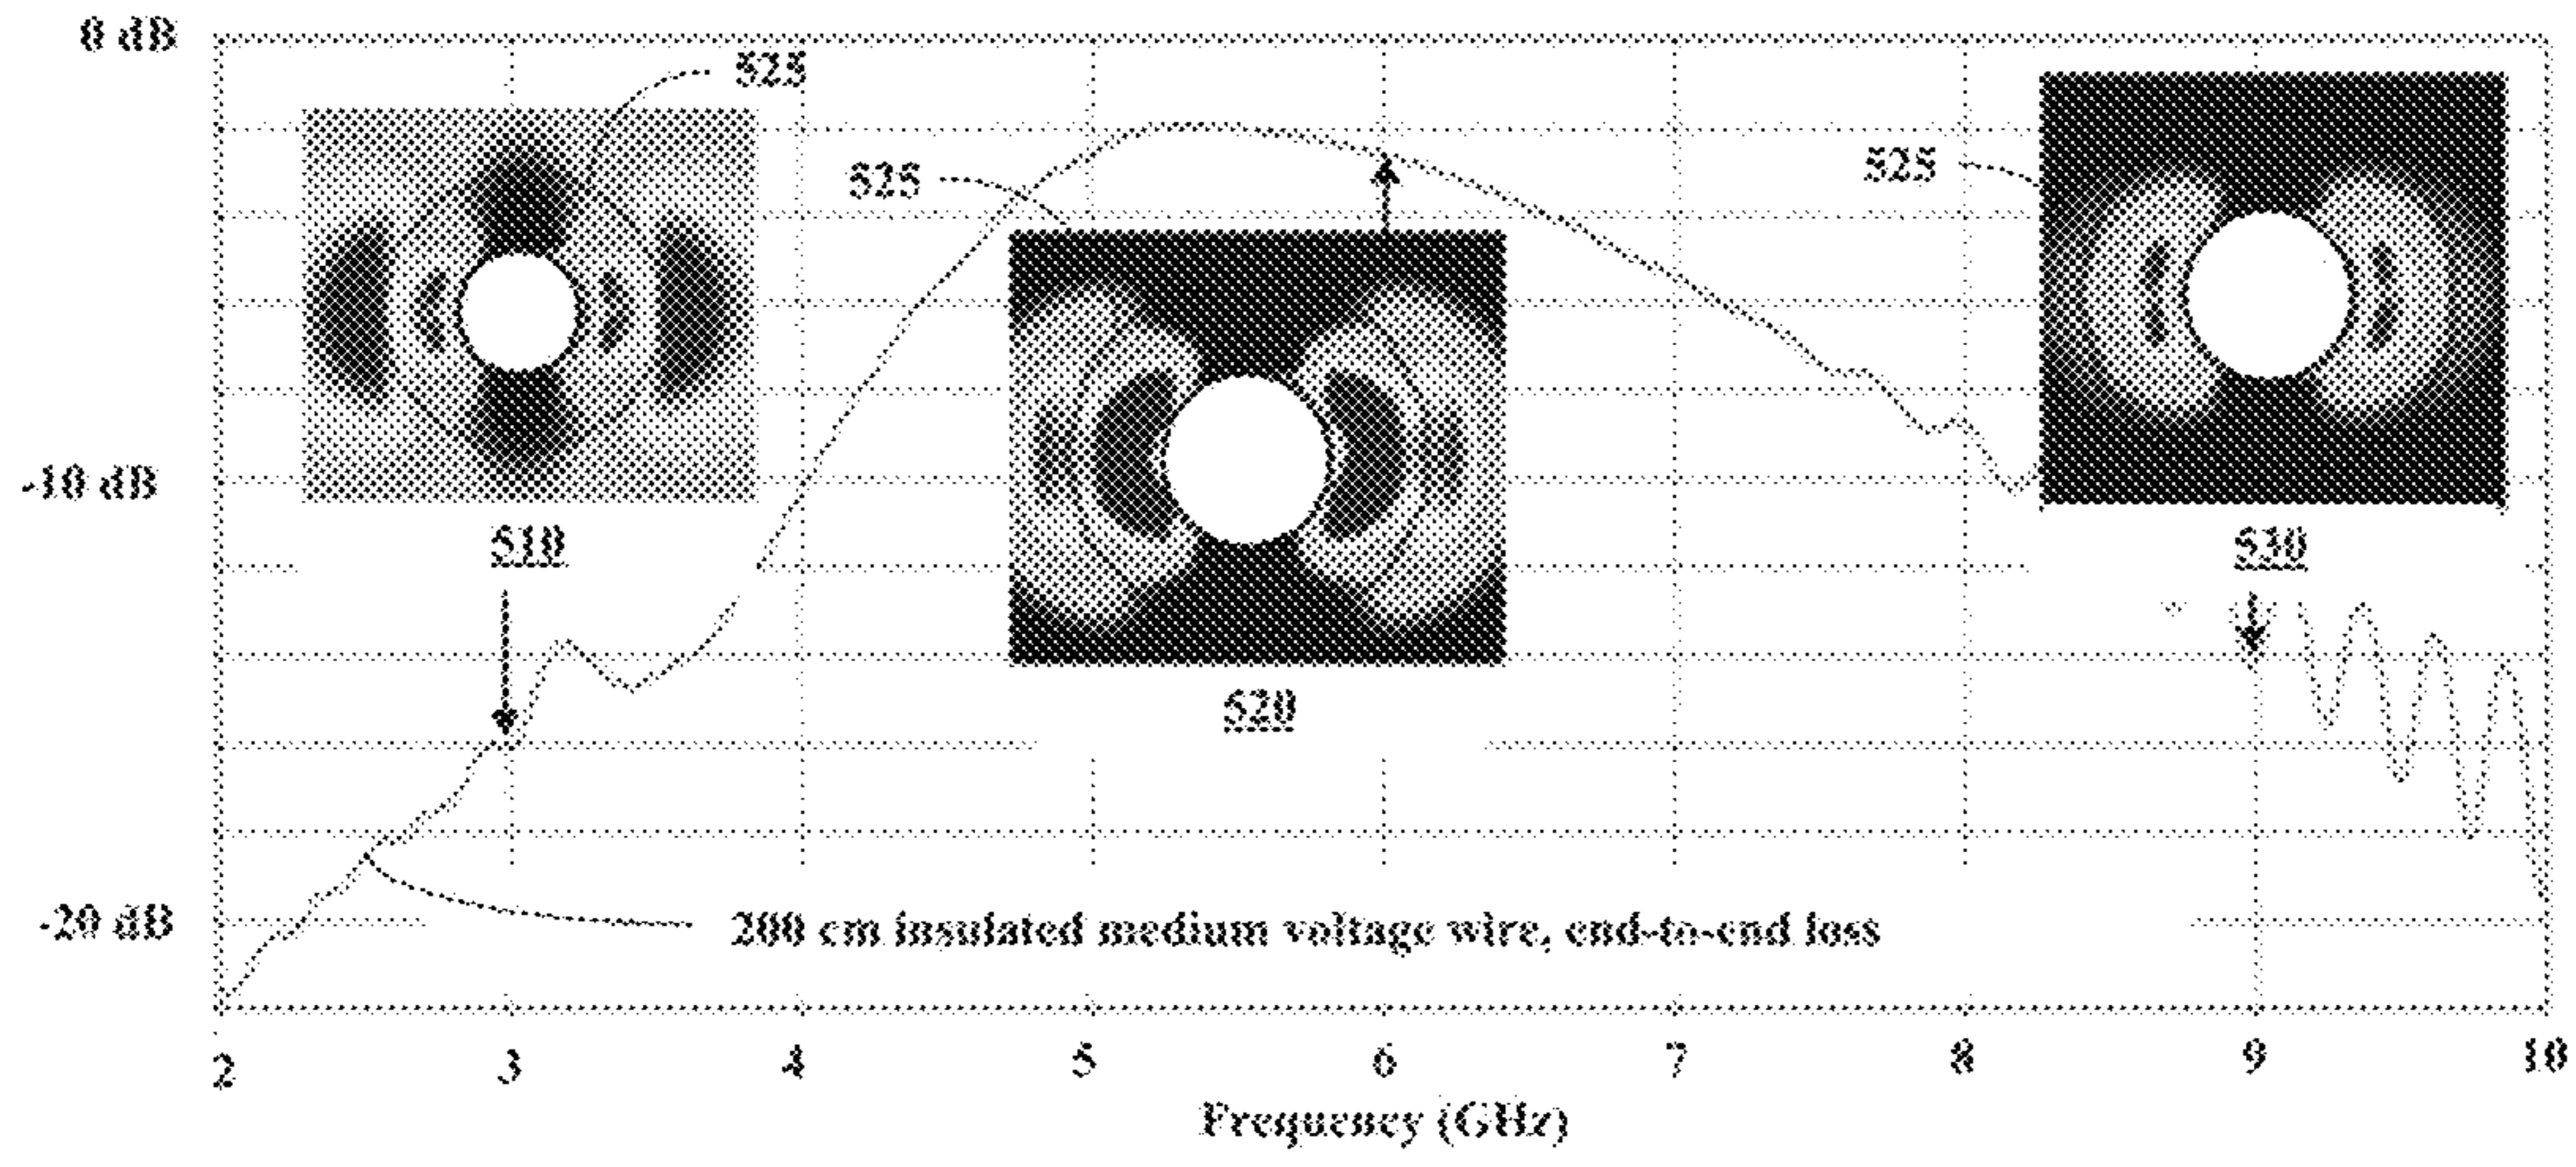 0 dB
525
525
525
-10 dB
510
530
520
-20 dB
200 cm insulated medium voltage wire, end-to-end loss
2 3 4 5 6 7 8 9 10
Frequency (GHz)